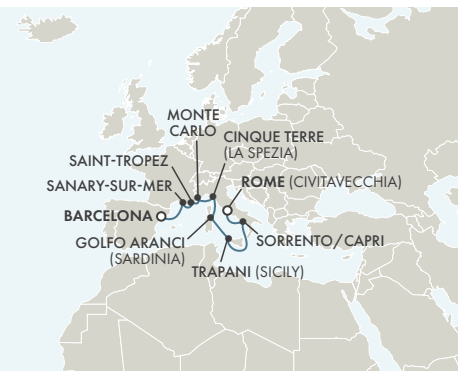 MONTE
CARLO
CINQUE TERRE
(LA SPEZIA)
SAINT-TROPEZ
SANARY-SUR-MER
ROME (CIVITAVECCHIA)
BARCELONA
GOLFO ARANCI
(SARDINIA)
SORRENTO/CAPRI
TRAPANI (SICILY)